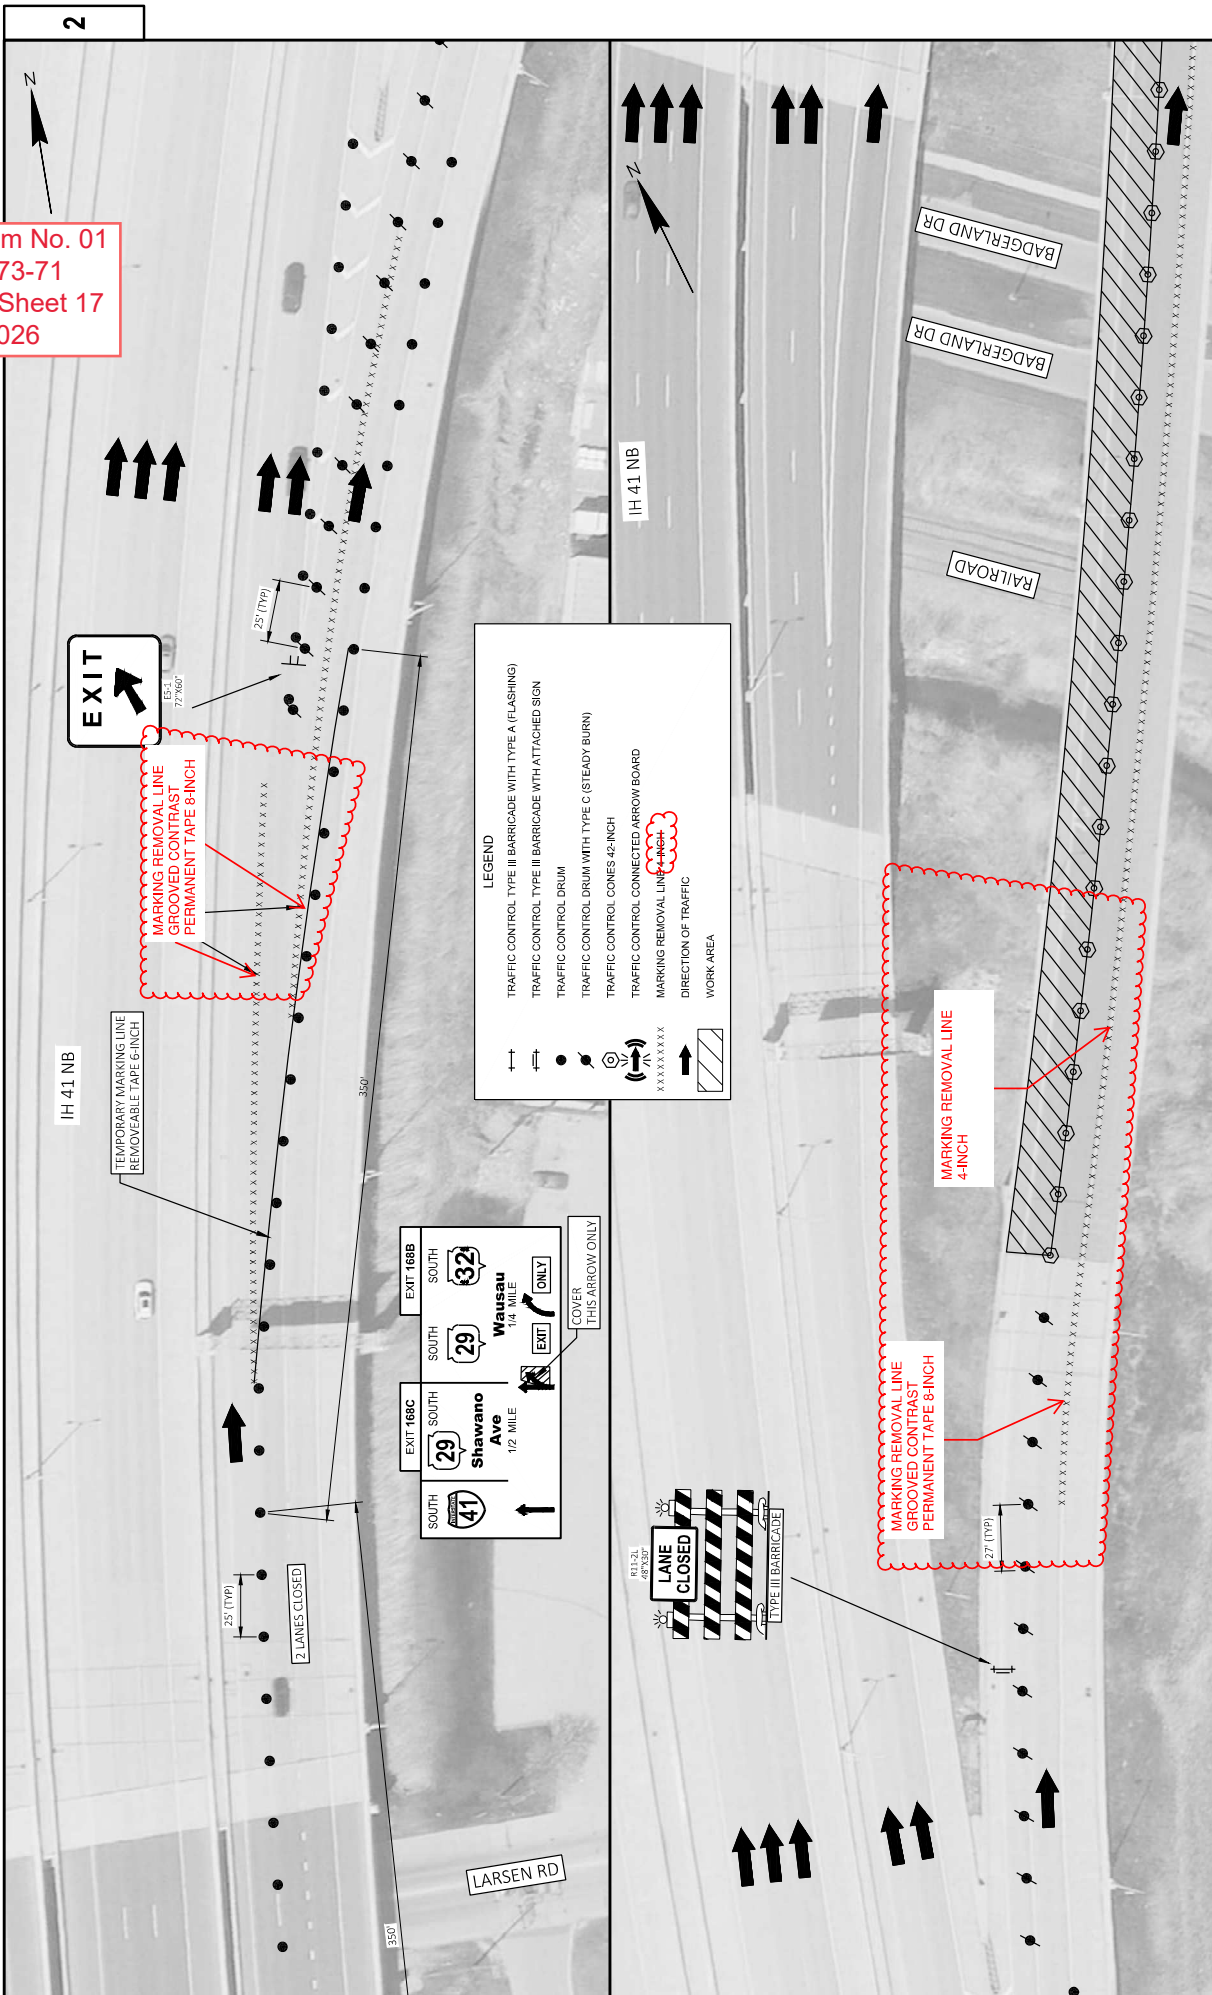 2
N
m No. 01
73-71
Sheet 17
026
EXIT
E5-1
72"X60"
25' (TYP)
MARKING REMOVAL LINE
GROOVED CONTRAST
PERMANENT TAPE 8-INCH
IH 41 NB
TEMPORARY MARKING LINE
REMOVEABLE TAPE 6-INCH
350'
25' (TYP)
2 LANES CLOSED
350'
LARSEN RD
EXIT 168C
EXIT 168B
SOUTH
INTERSTATE
41
29
SOUTH
Shawano
Ave
1/2 MILE
SOUTH
29
SOUTH
32
Wausau
1/4 MILE
EXIT
ONLY
COVER
THIS ARROW ONLY
LEGEND
TRAFFIC CONTROL TYPE III BARRICADE WITH TYPE A (FLASHING)
TRAFFIC CONTROL TYPE III BARRICADE WTH ATTACHED SIGN
TRAFFIC CONTROL DRUM
TRAFFIC CONTROL DRUM WITH TYPE C (STEADY BURN)
TRAFFIC CONTROL CONES 42-INCH
TRAFFIC CONTROL CONNECTED ARROW BOARD
XXXXXXXXX MARKING REMOVAL LINE 4-INCH
DIRECTION OF TRAFFIC
WORK AREA
N
IH 41 NB
BADGERLAND DR
BADGERLAND DR
RAILROAD
MARKING REMOVAL LINE
4-INCH
MARKING REMOVAL LINE
GROOVED CONTRAST
PERMANENT TAPE 8-INCH
27' (TYP)
R11-2L
48"X30"
LANE
CLOSED
TYPE III BARRICADE